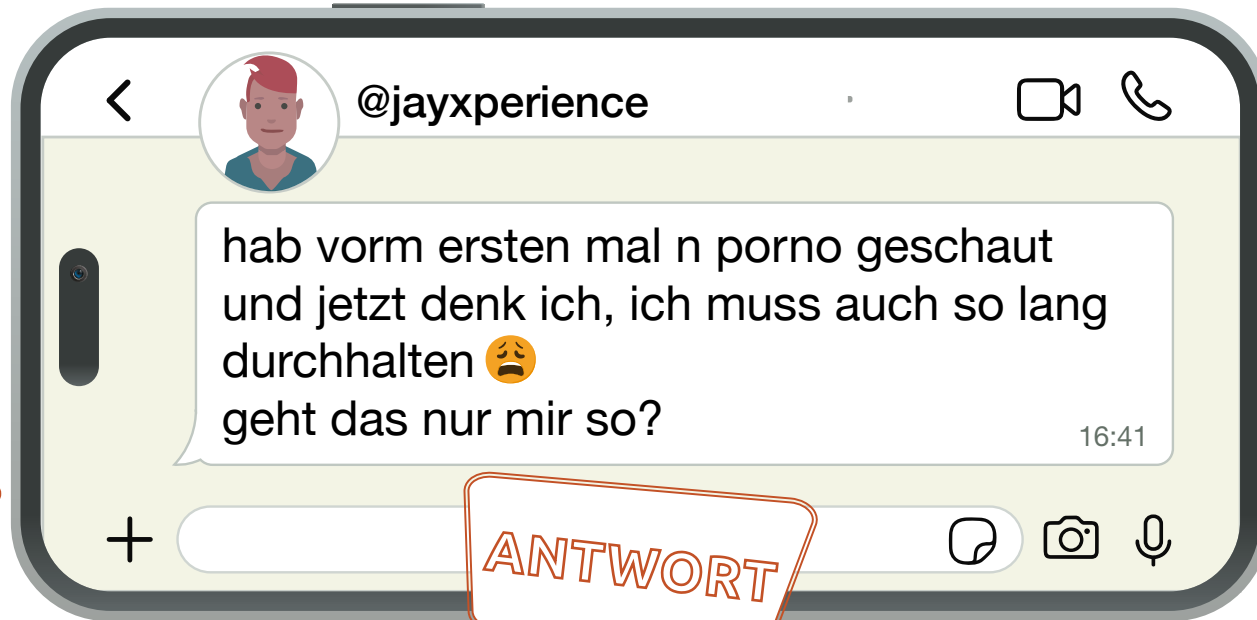 @jayxperience
hab vorm ersten mal n porno geschaut
und jetzt denk ich, ich muss auch so lang
durchhalten 😩
geht das nur mir so?
16:41
ANTWORT